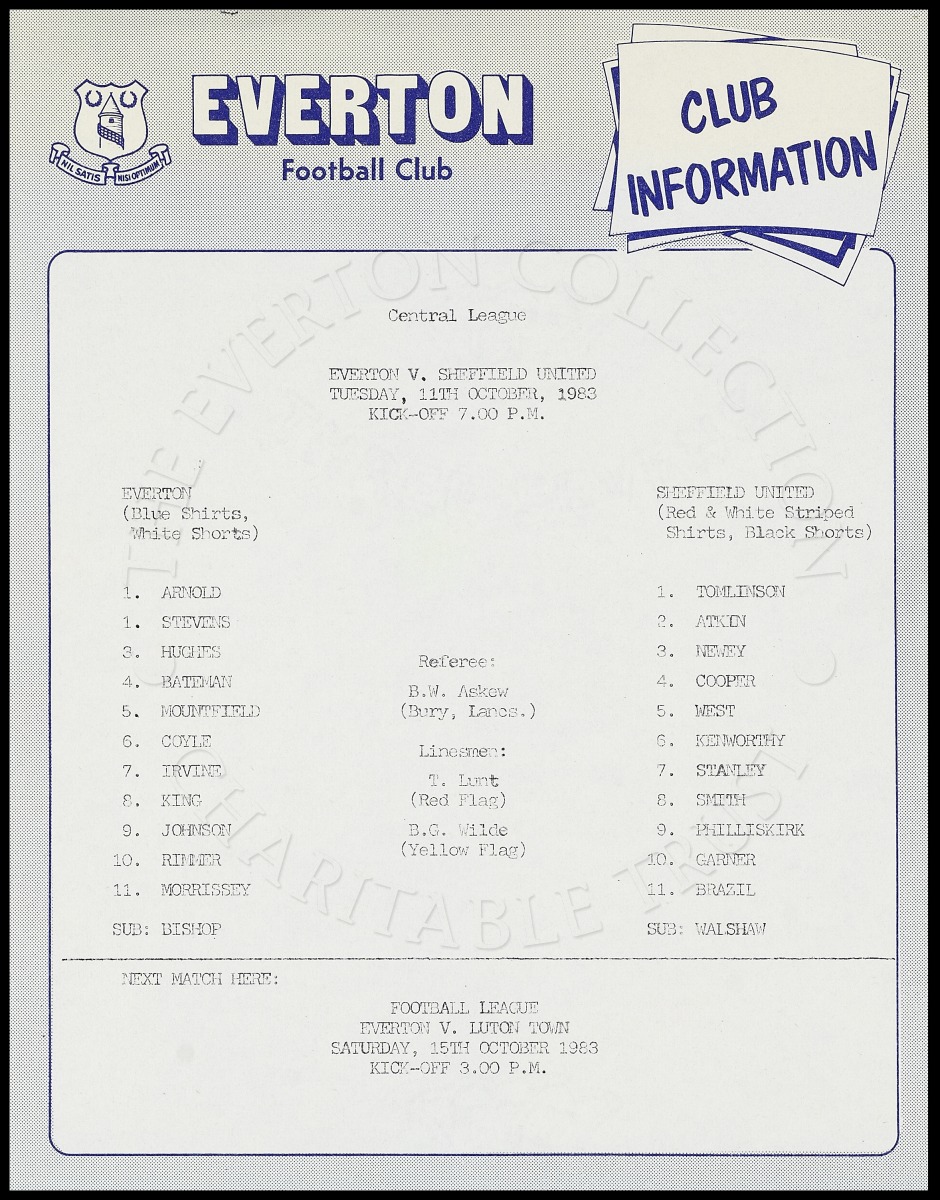 NIL SATIS NISI OPTIMUM
EVERTON
Football Club
CLUB
INFORMATION
THE EVERTON COLLECTION
CHARITABLE TRUST
Central League
EVERTON V. SHEFFIELD UNITED
TUESDAY, 11TH OCTOBER, 1983
KICK-OFF 7.00 P.M.
EVERTON
(Blue Shirts,
White Shorts)
1. ARNOLD
1. STEVENS
3. HUGHES
4. BATEMAN
5. MOUNTFIELD
6. COYLE
7. IRVINE
8. KING
9. JOHNSON
10. RIMMER
11. MORRISSEY
SUB: BISHOP
Referee:
B.W. Askew
(Bury, Lancs.)
Linesmen:
T. Lunt
(Red Flag)
B.G. Wilde
(Yellow Flag)
SHEFFIELD UNITED
(Red & White Striped
Shirts, Black Shorts)
1. TOMLINSON
2. ATKIN
3. NEWEY
4. COOPER
5. WEST
6. KENWORTHY
7. STANLEY
8. SMITH
9. PHILLISKIRK
10. GARNER
11. BRAZIL
SUB: WALSHAW
NEXT MATCH HERE:
FOOTBALL LEAGUE
EVERTON V. LUTON TOWN
SATURDAY, 15TH OCTOBER 1983
KICK-OFF 3.00 P.M.